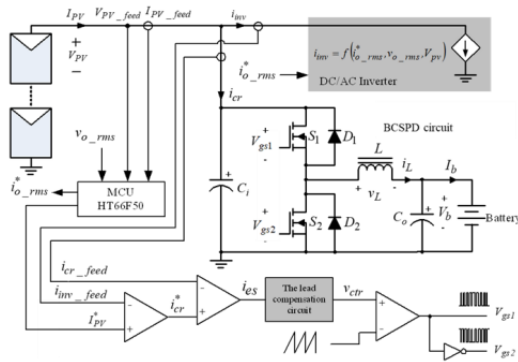 I_PV V_PV_feed I_PV_feed i_inv
+
V_PV
−
i_inv = f(i*_o_rms, v_o_rms, V_pv)
DC/AC Inverter
i*_o_rms
i_cr
v_o_rms
i*_o_rms
MCU
HT66F50
BCSPD circuit
+
V_gs1
-
S_1
D_1
L
i_L
I_b
+ v_L -
+
C_i
+
V_gs2
-
S_2
D_2
C_o
+
+
V_b
-
Battery
i_cr_feed
i_inv_feed
I*_PV
-
+
i*_cr
-
+
i_es
The lead
compensation
circuit
v_ctr
+
-
V_gs1
V_gs2